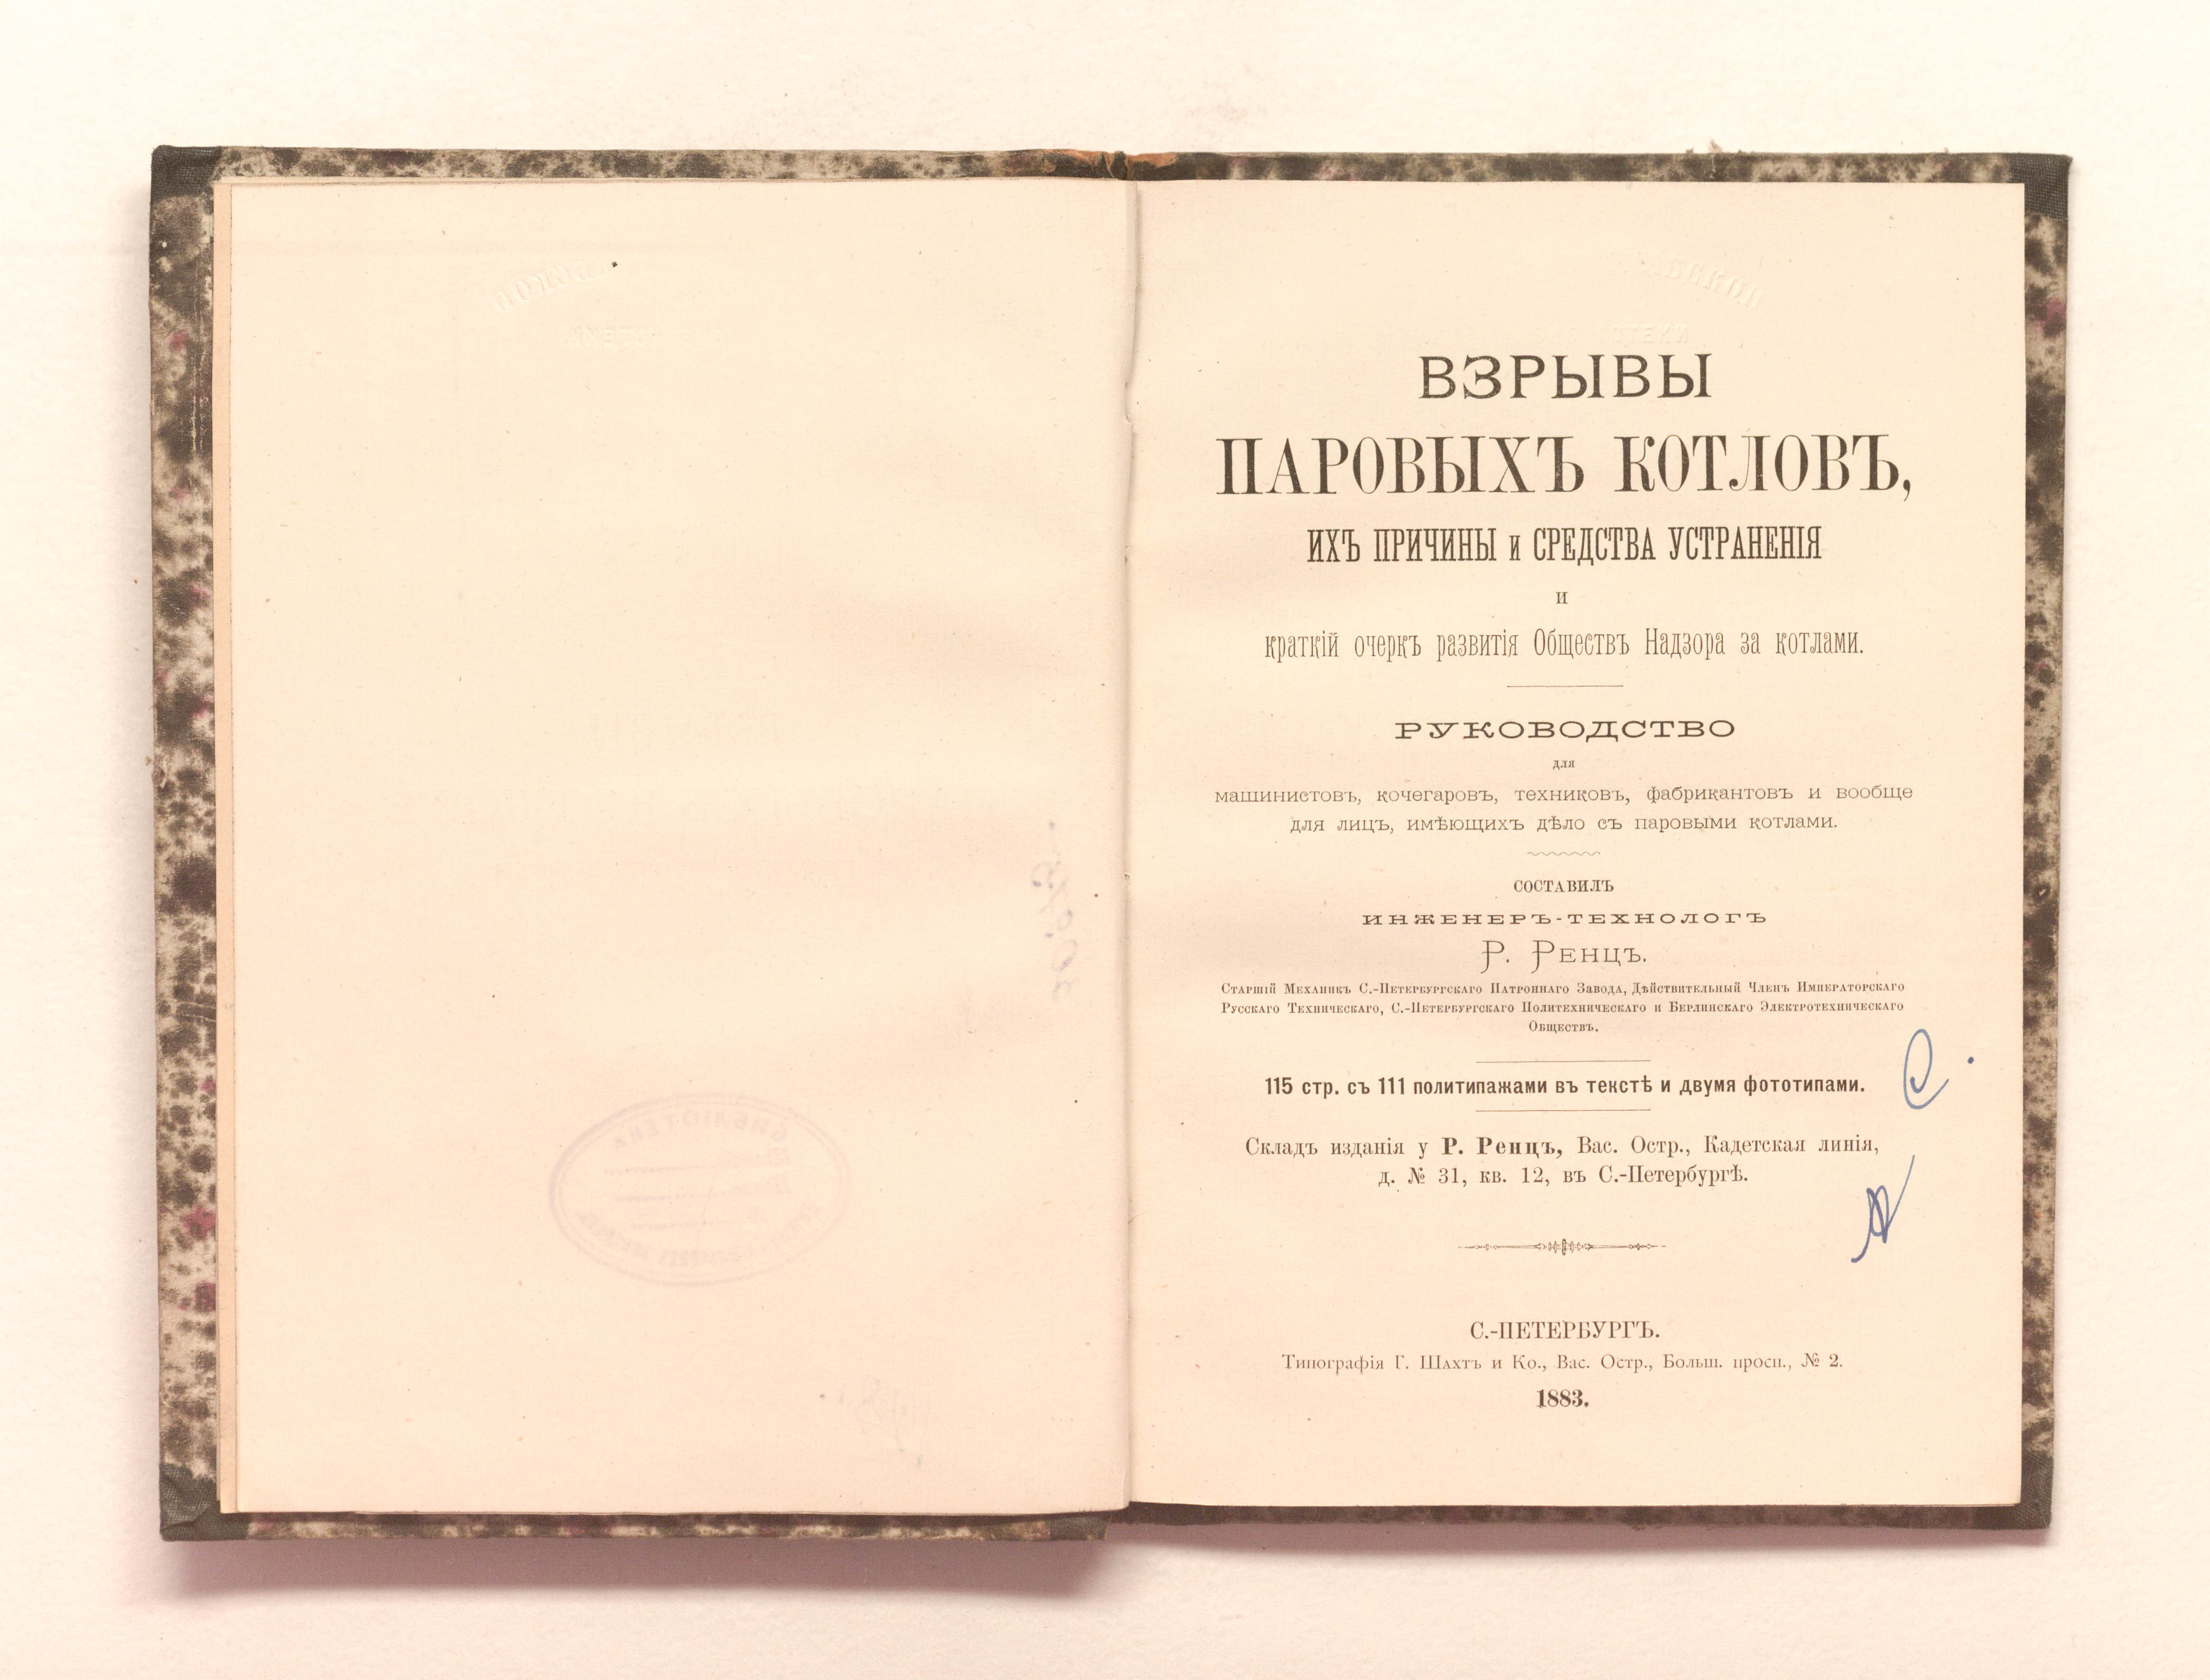 ВЗРЫВЫ
ПАРОВЫХЪ КОТЛОВЪ,
ИХЪ ПРИЧИНЫ и СРЕДСТВА УСТРАНЕНІЯ
И
краткій очеркъ развитія Обществъ Надзора за котлами.
РУКОВОДСТВО
для
машинистовъ, кочегаровъ, техниковъ, фабрикантовъ и вообще
для лицъ, имѣющихъ дѣло съ паровыми котлами.
СОСТАВИЛЪ
ИНЖЕНЕРЪ-ТЕХНОЛОГЪ
Р. Ренцъ.
Старшій Механикъ С.-Петербургскаго Патроннаго Завода, Дѣйствительный Членъ Императорскаго
Русскаго Техническаго, С.-Петербургскаго Политехническаго и Берлинскаго Электротехническаго
Обществъ.
115 стр. съ 111 политипажами въ текстѣ и двумя фототипами.
Складъ изданія у Р. Ренцъ, Вас. Остр., Кадетская линія,
д. № 31, кв. 12, въ С.-Петербургѣ.
С.-ПЕТЕРБУРГЪ.
Типографія Г. Шахтъ и Ко., Вас. Остр., Больш. просп., № 2.
1883.